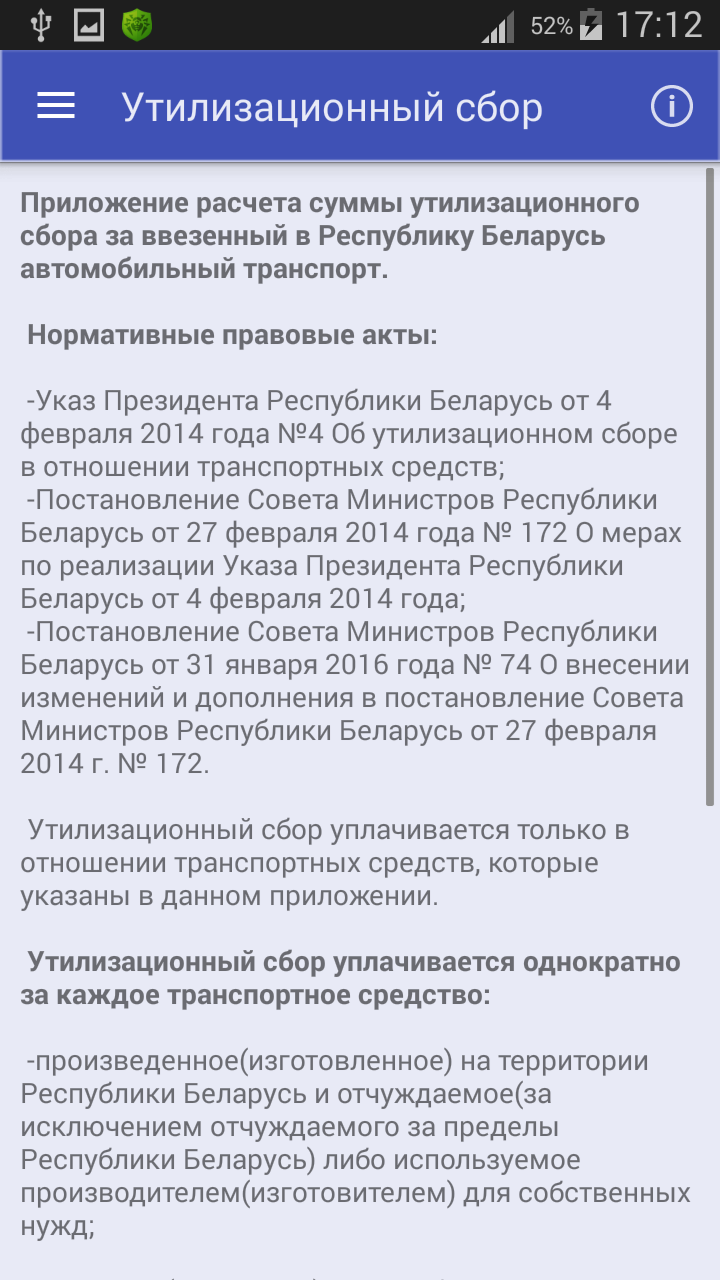 52% 17:12
Утилизационный сбор
Приложение расчета суммы утилизационного
сбора за ввезенный в Республику Беларусь
автомобильный транспорт.
Нормативные правовые акты:
-Указ Президента Республики Беларусь от 4
февраля 2014 года №4 Об утилизационном сборе
в отношении транспортных средств;
-Постановление Совета Министров Республики
Беларусь от 27 февраля 2014 года № 172 О мерах
по реализации Указа Президента Республики
Беларусь от 4 февраля 2014 года;
-Постановление Совета Министров Республики
Беларусь от 31 января 2016 года № 74 О внесении
изменений и дополнения в постановление Совета
Министров Республики Беларусь от 27 февраля
2014 г. № 172.
Утилизационный сбор уплачивается только в
отношении транспортных средств, которые
указаны в данном приложении.
Утилизационный сбор уплачивается однократно
за каждое транспортное средство:
-произведенное(изготовленное) на территории
Республики Беларусь и отчуждаемое(за
исключением отчуждаемого за пределы
Республики Беларусь) либо используемое
производителем(изготовителем) для собственных
нужд;